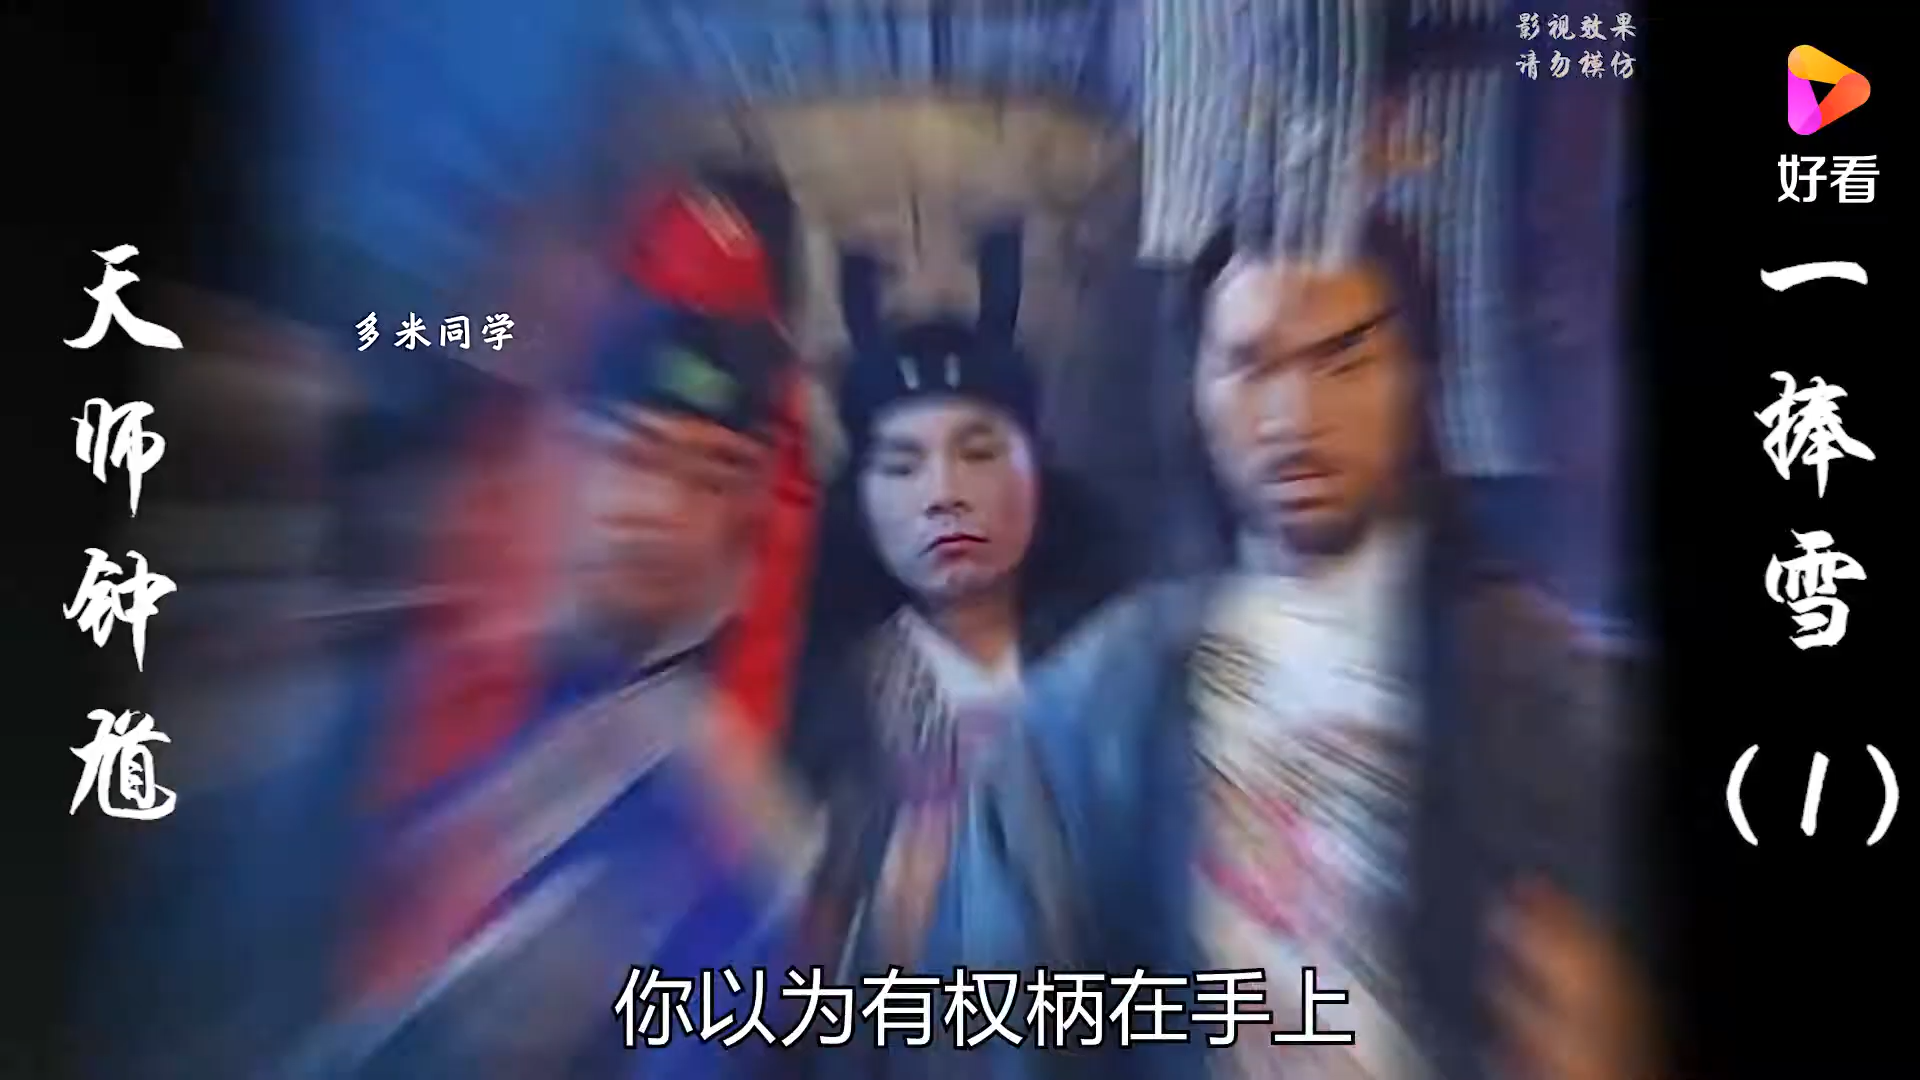 影视效果
请勿模仿
好看
天师钟馗
多米同学
一捧雪
(1)
你以为有权柄在手上